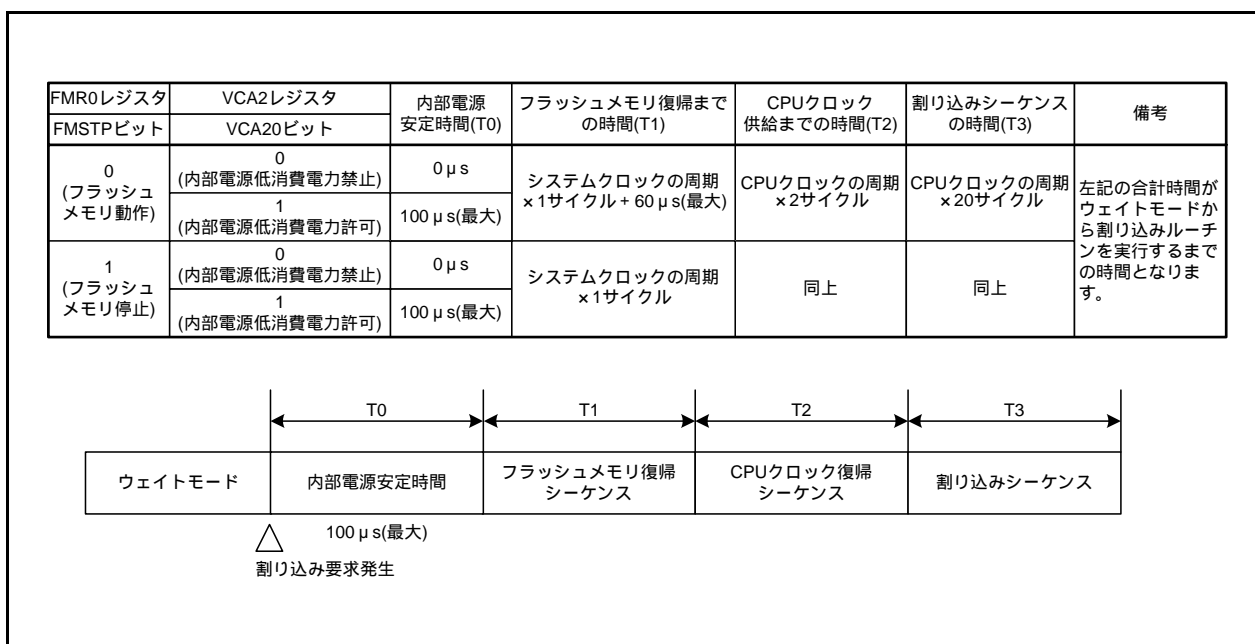 FMR0レジスタ
FMSTPビット
VCA2レジスタ
VCA20ビット
内部電源
安定時間(T0)
フラッシュメモリ復帰まで
の時間(T1)
CPUクロック
供給までの時間(T2)
割り込みシーケンス
の時間(T3)
備考
0
(フラッシュ
メモリ動作)
0
(内部電源低消費電力禁止)
0μs
1
(内部電源低消費電力許可)
100μs(最大)
システムクロックの周期
×1サイクル+60μs(最大)
CPUクロックの周期
×2サイクル
CPUクロックの周期
×20サイクル
左記の合計時間が
ウェイトモードか
ら割り込みルーチ
ンを実行するまで
の時間となりま
す。
1
(フラッシュ
メモリ停止)
0
(内部電源低消費電力禁止)
0μs
1
(内部電源低消費電力許可)
100μs(最大)
システムクロックの周期
×1サイクル
同上
同上
T0
T1
T2
T3
ウェイトモード
内部電源安定時間
フラッシュメモリ復帰
シーケンス
CPUクロック復帰
シーケンス
割り込みシーケンス
100μs(最大)
割り込み要求発生